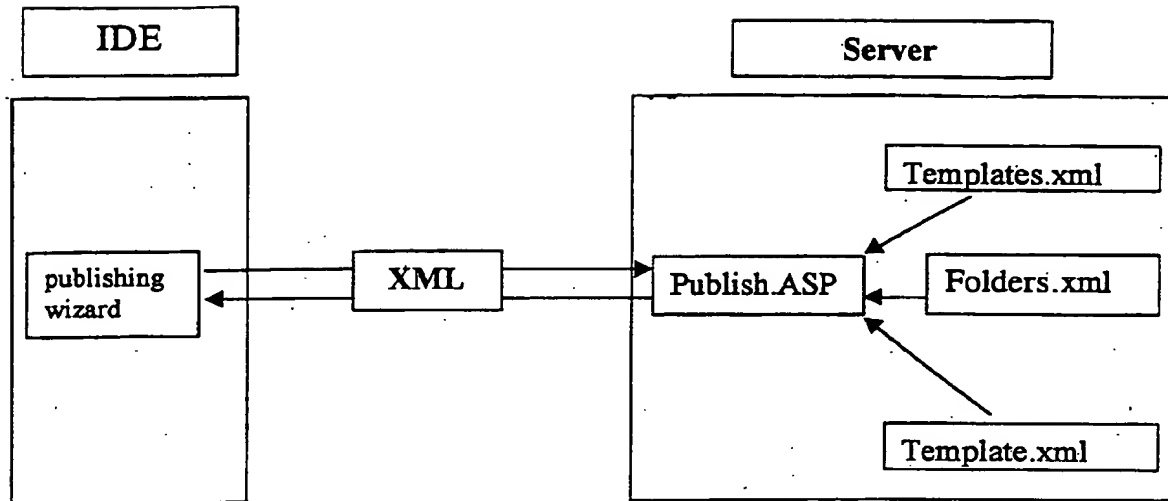 IDE
Server
Templates.xml
publishing
wizard
XML
Publish.ASP
Folders.xml
Template.xml